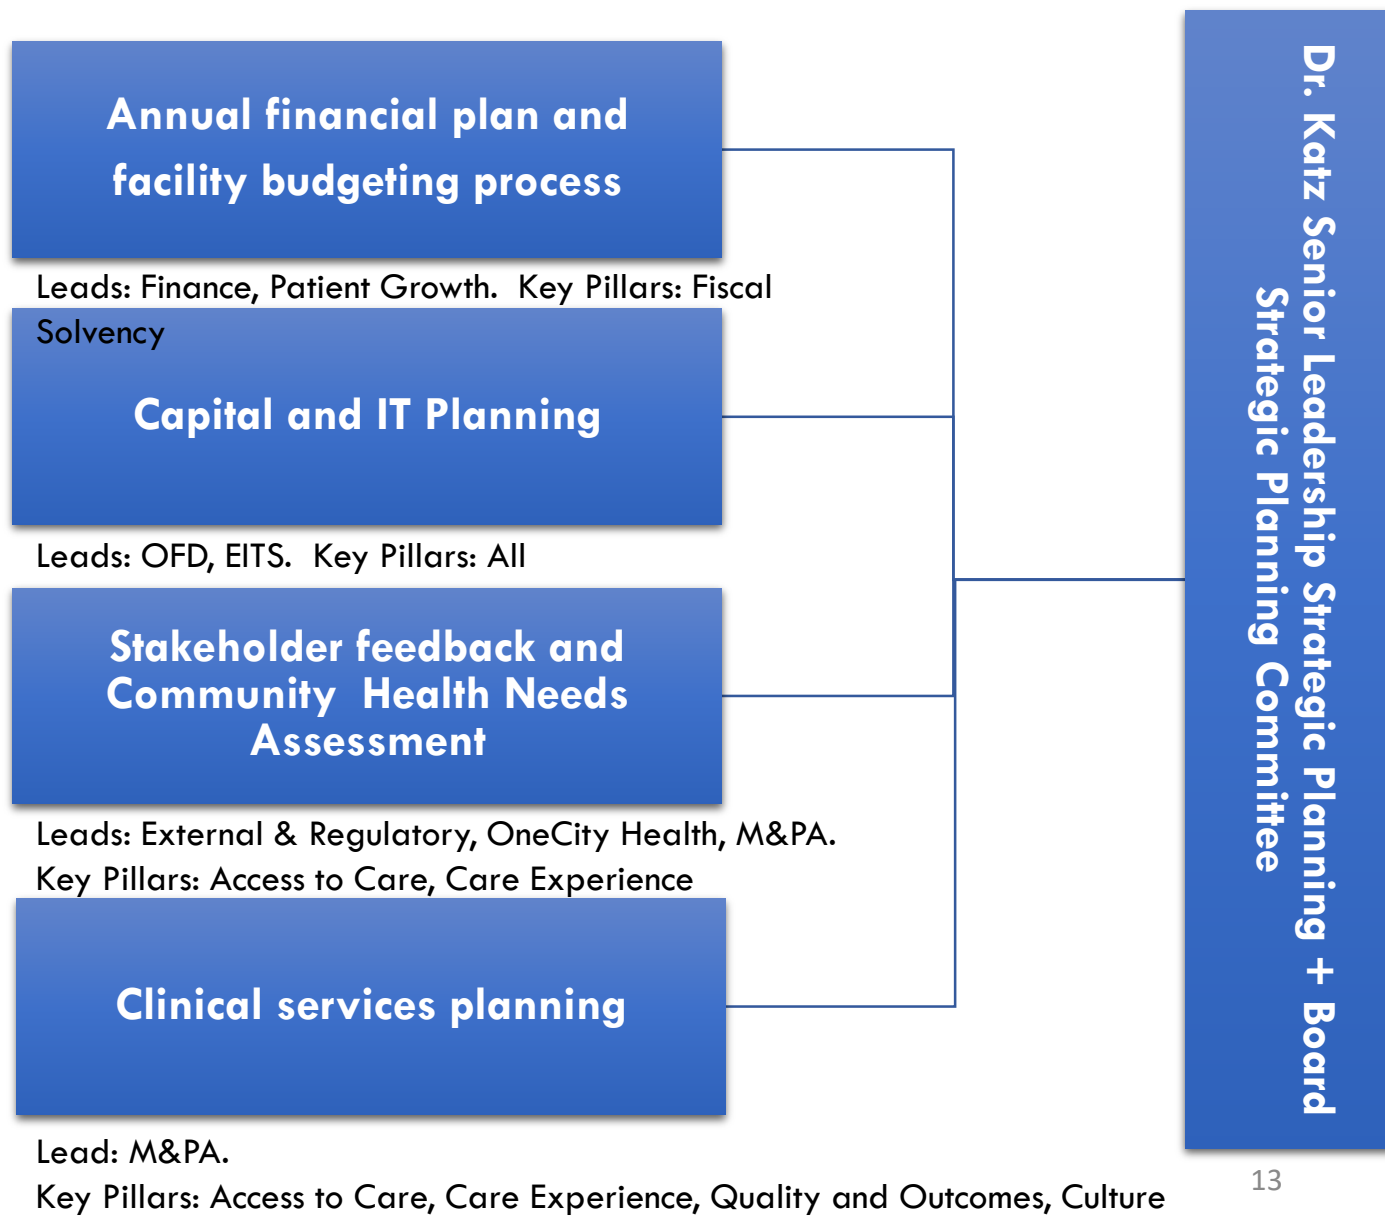 Annual financial plan and
facility budgeting process
Leads: Finance, Patient Growth.  Key Pillars: Fiscal
Solvency
Capital and IT Planning
Leads: OFD, EITS.  Key Pillars: All
Stakeholder feedback and
Community  Health Needs
Assessment
Leads: External & Regulatory, OneCity Health, M&PA.
Key Pillars: Access to Care, Care Experience
Clinical services planning
Lead: M&PA.
Key Pillars: Access to Care, Care Experience, Quality and Outcomes, Culture
Dr. Katz Senior Leadership Strategic Planning + Board
Strategic Planning Committee
13